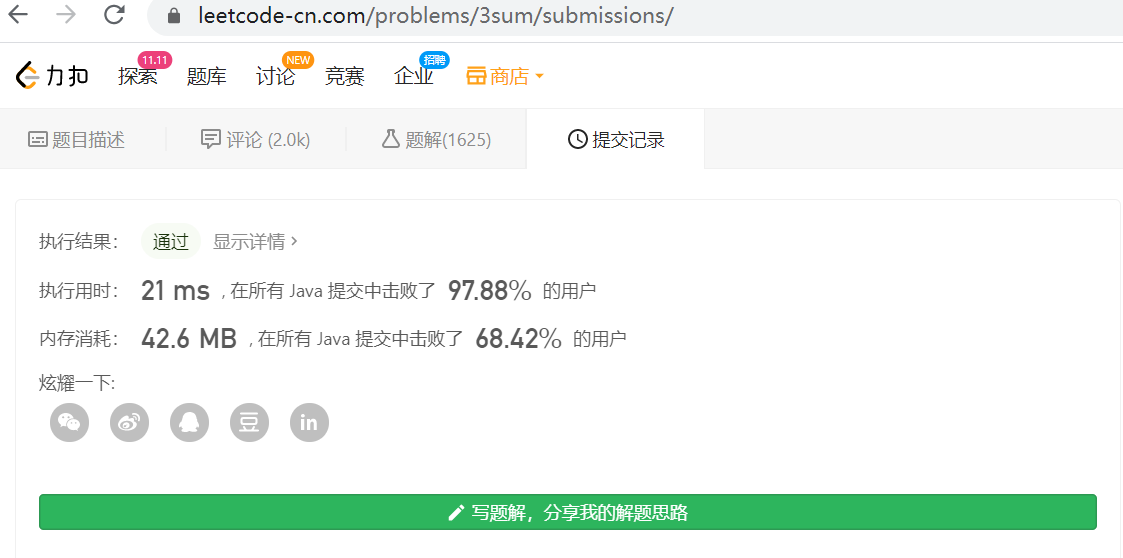 leetcode-cn.com/problems/3sum/submissions/
力扣 探索 11.11 题库 讨论 NEW 竞赛 企业 招聘 商店
题目描述 评论 (2.0k) 题解(1625) 提交记录
执行结果: 通过 显示详情 >
执行用时: 21 ms , 在所有 Java 提交中击败了 97.88% 的用户
内存消耗: 42.6 MB , 在所有 Java 提交中击败了 68.42% 的用户
炫耀一下:
豆 in
写题解，分享我的解题思路